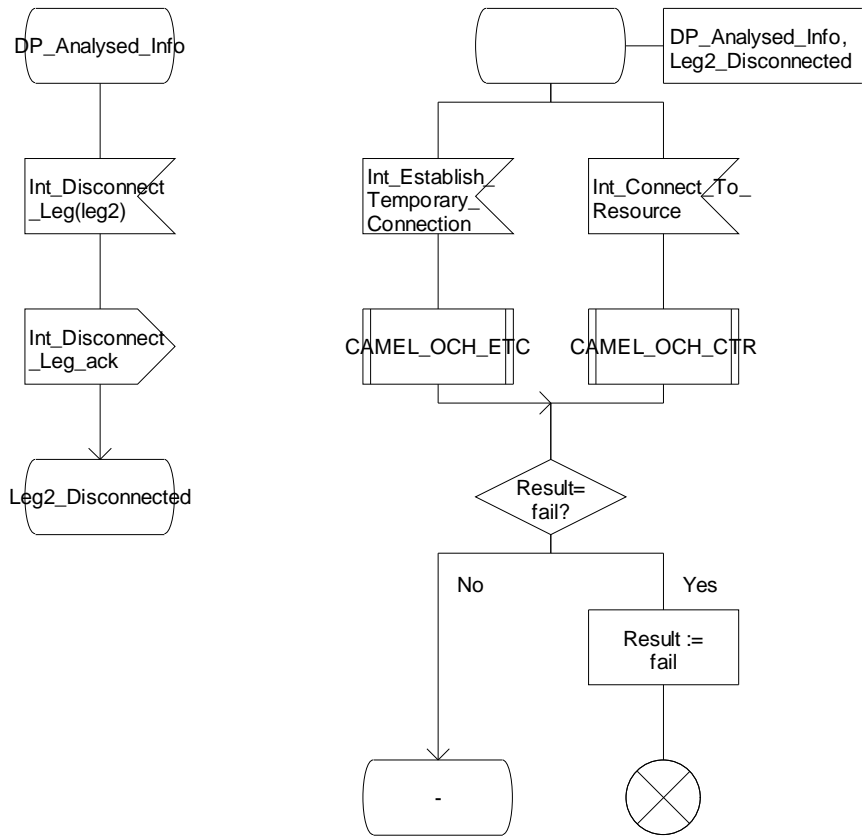 DP_Analysed_Info
Int_Disconnect
_Leg(leg2)
Int_Disconnect
_Leg_ack
Leg2_Disconnected
DP_Analysed_Info,
Leg2_Disconnected
Int_Establish_
Temporary_
Connection
Int_Connect_To_
Resource
CAMEL_OCH_ETC
CAMEL_OCH_CTR
Result=
fail?
No
Yes
Result :=
fail
-